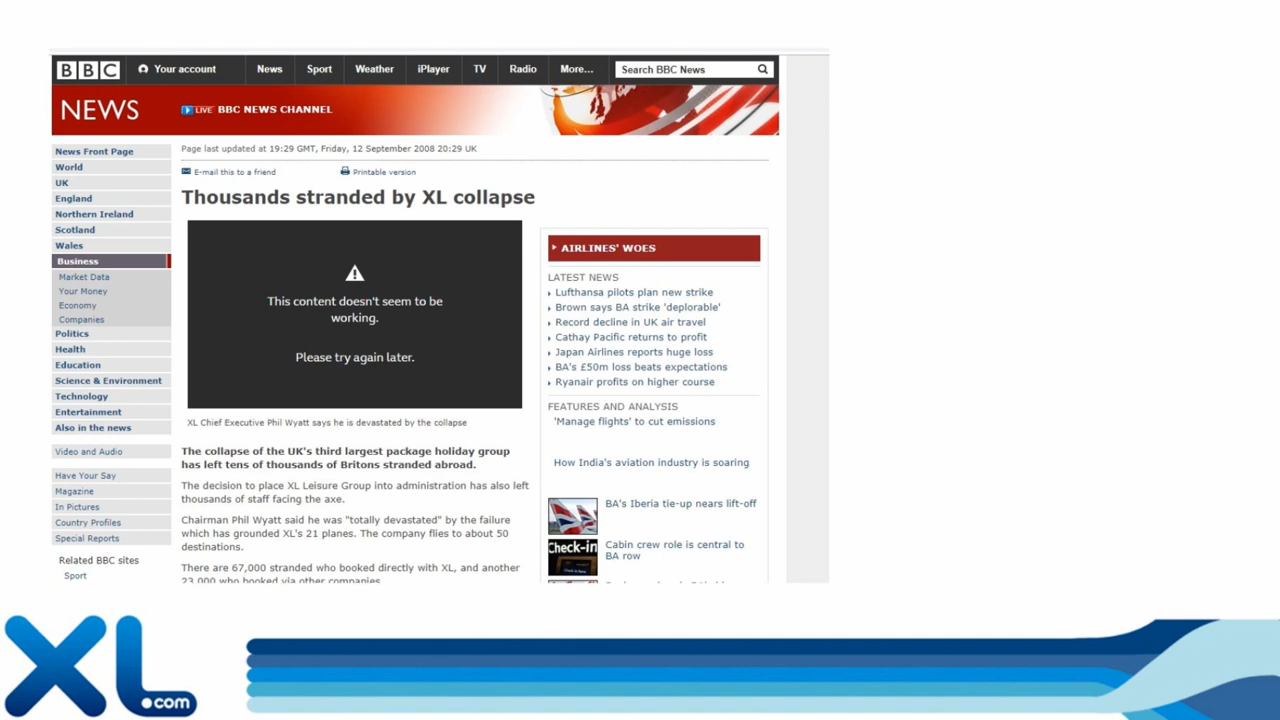 BBC
Your account
News
Sport
Weather
iPlayer
TV
Radio
More...
Search BBC News
NEWS
LIVE BBC NEWS CHANNEL
News Front Page
World
UK
England
Northern Ireland
Scotland
Wales
Business
Market Data
Your Money
Economy
Companies
Politics
Health
Education
Science & Environment
Technology
Entertainment
Also in the news
Video and Audio
Have Your Say
Magazine
In Pictures
Country Profiles
Special Reports
Related BBC sites
Sport
Page last updated at 19:29 GMT, Friday, 12 September 2008 20:29 UK
E-mail this to a friend
Printable version
Thousands stranded by XL collapse
This content doesn't seem to be
working.
Please try again later.
XL Chief Executive Phil Wyatt says he is devastated by the collapse
The collapse of the UK's third largest package holiday group
has left tens of thousands of Britons stranded abroad.
The decision to place XL Leisure Group into administration has also left
thousands of staff facing the axe.
Chairman Phil Wyatt said he was "totally devastated" by the failure
which has grounded XL's 21 planes. The company flies to about 50
destinations.
There are 67,000 stranded who booked directly with XL, and another
23,000 who booked via other companies.
AIRLINES' WOES
LATEST NEWS
Lufthansa pilots plan new strike
Brown says BA strike 'deplorable'
Record decline in UK air travel
Cathay Pacific returns to profit
Japan Airlines reports huge loss
BA's £50m loss beats expectations
Ryanair profits on higher course
FEATURES AND ANALYSIS
'Manage flights' to cut emissions
How India's aviation industry is soaring
BA's Iberia tie-up nears lift-off
Check-in
Cabin crew role is central to
BA row
XL.com